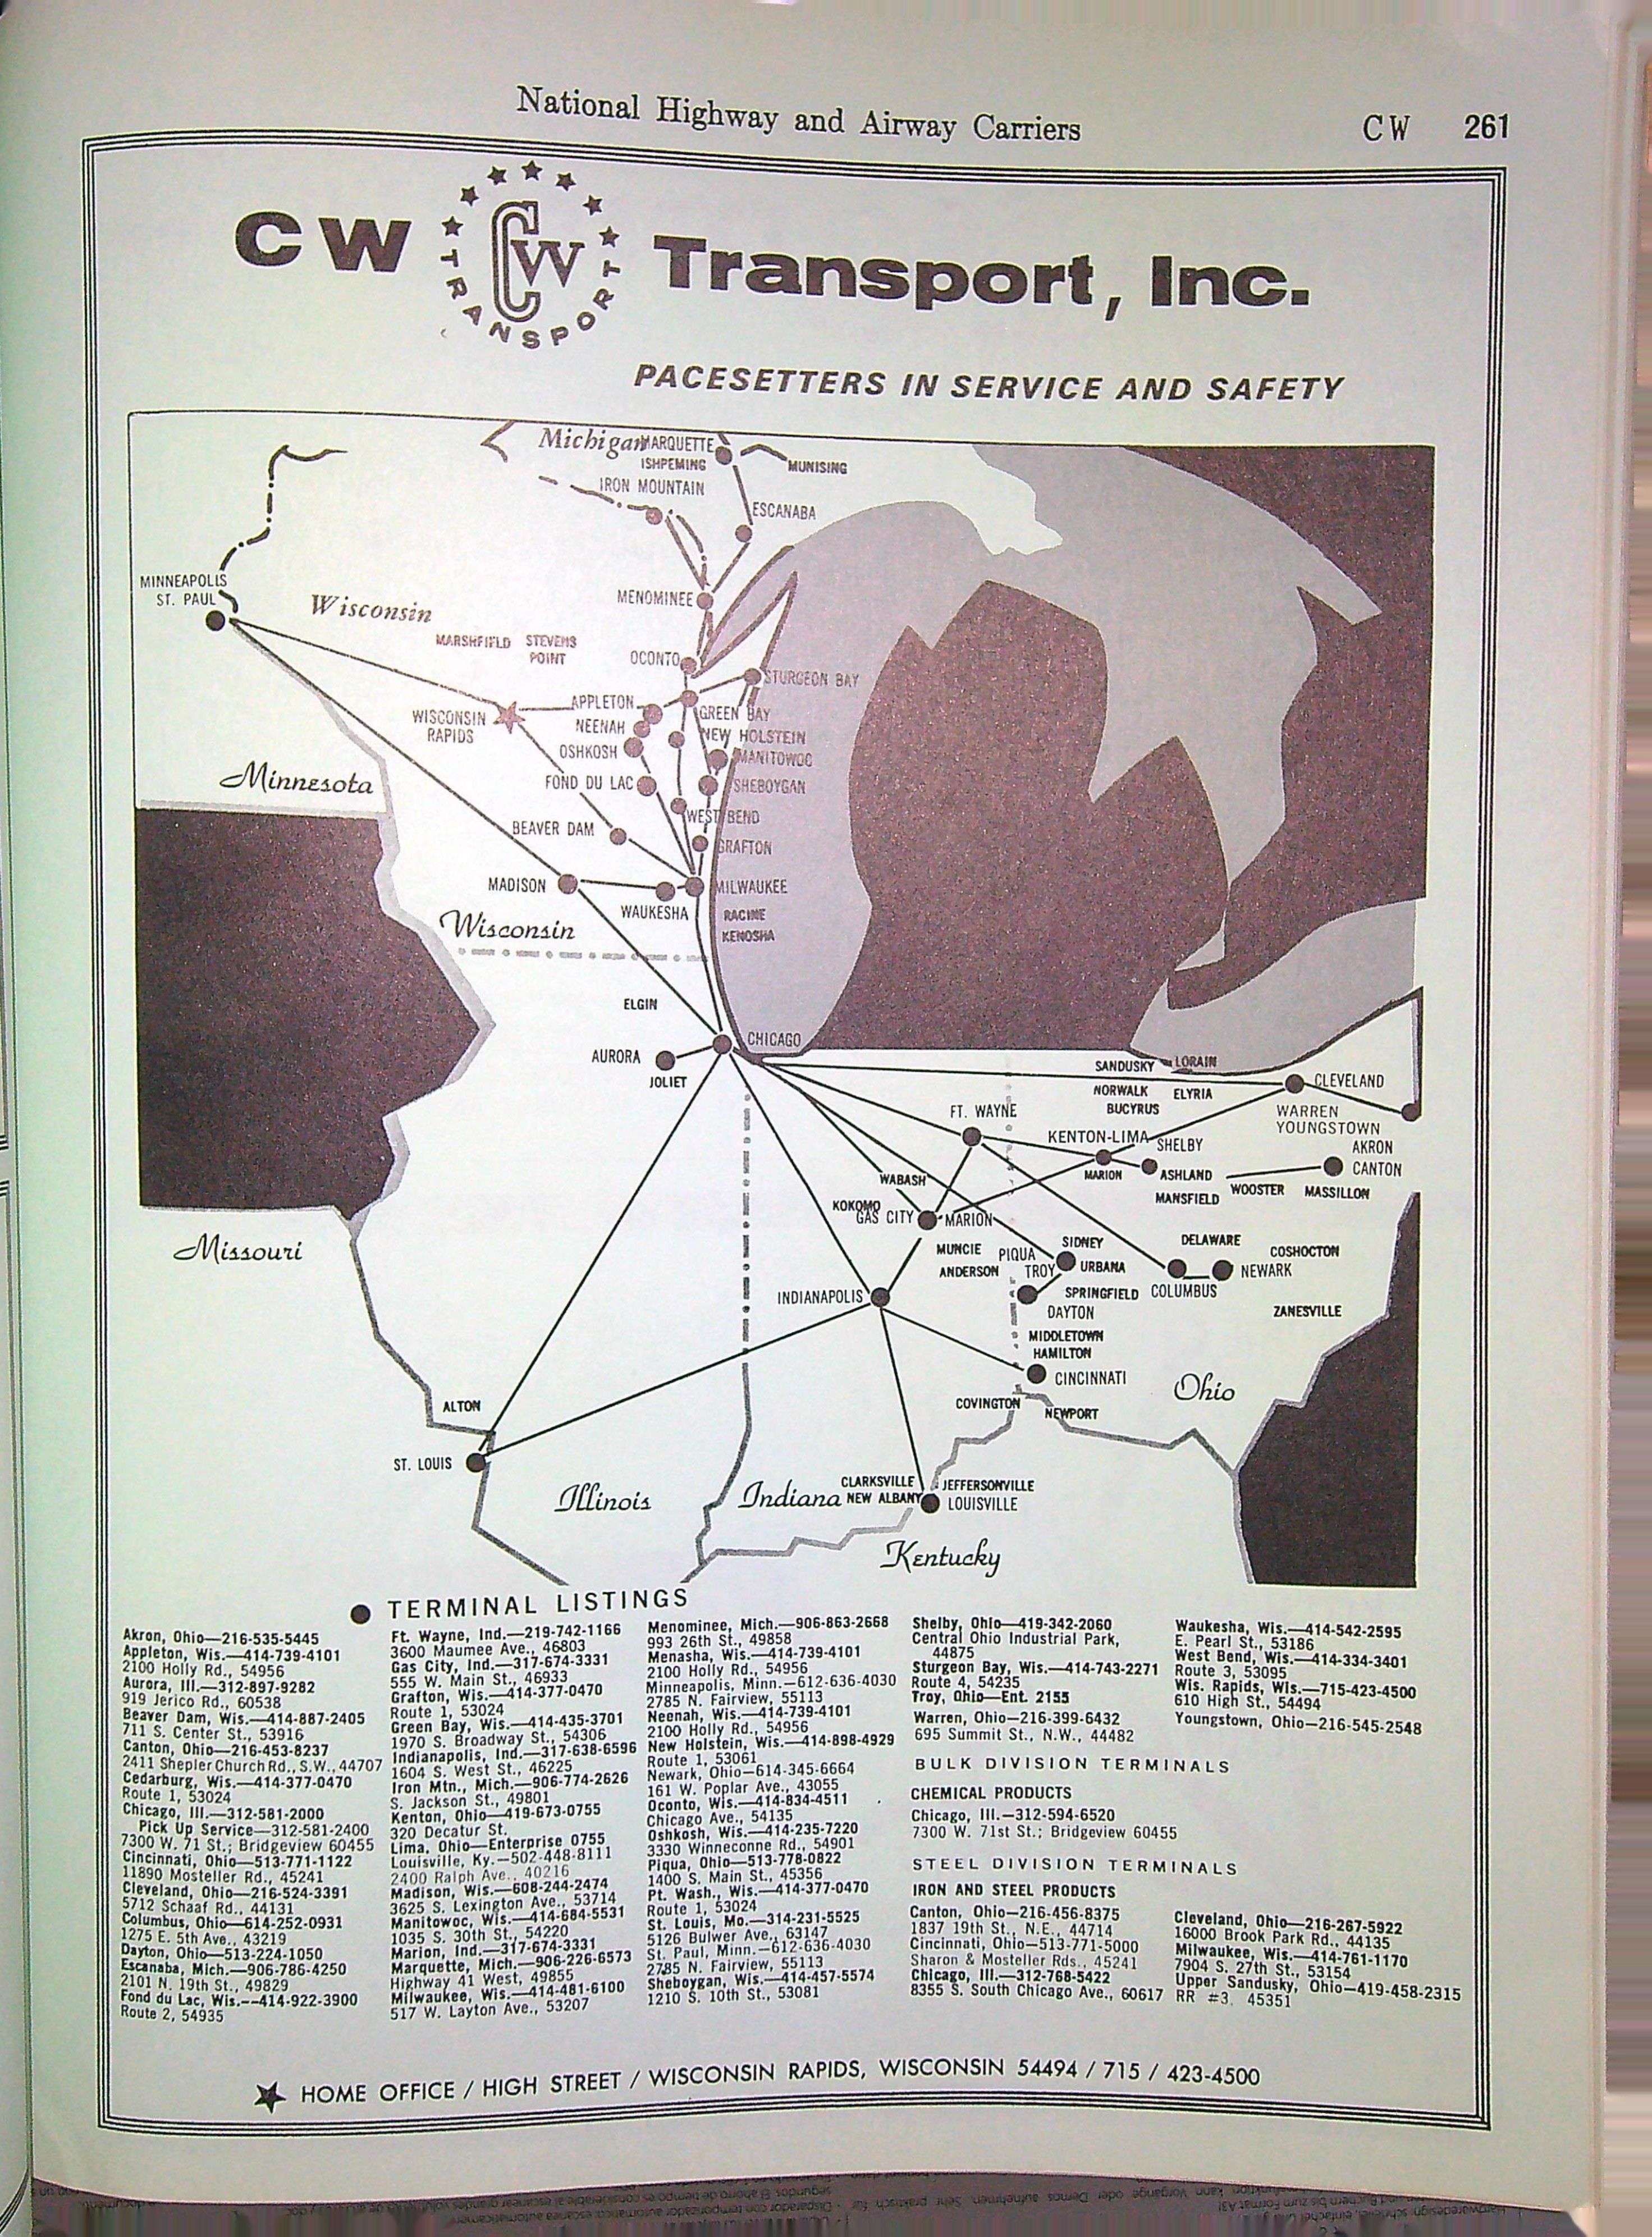 National Highway and Airway Carriers
CW 261
CW
CW
TRANSPORT
Transport, Inc.
PACESETTERS IN SERVICE AND SAFETY
Michigan
MARQUETTE
ISHPEMING
MUNISING
IRON MOUNTAIN
ESCANABA
MINNEAPOLIS
ST. PAUL
Wisconsin
MENOMINEE
MARSHFIELD
STEVENS
POINT
OCONTO
STURGEON BAY
APPLETON
WISCONSIN
RAPIDS
NEENAH
GREEN BAY
NEW HOLSTEIN
OSHKOSH
MANITOWOC
Minnesota
FOND DU LAC
SHEBOYGAN
WEST BEND
BEAVER DAM
GRAFTON
MADISON
MILWAUKEE
WAUKESHA
RACINE
KENOSHA
Wisconsin
ELGIN
CHICAGO
AURORA
JOLIET
SANDUSKY
LORAIN
CLEVELAND
NORWALK
ELYRIA
BUCYRUS
FT. WAYNE
WARREN
YOUNGSTOWN
KENTON-LIMA
SHELBY
AKRON
CANTON
MARION
ASHLAND
WABASH
MANSFIELD
WOOSTER
MASSILLON
KOKOMO
GAS CITY
MARION
Missouri
MUNCIE
PIQUA
SIDNEY
DELAWARE
COSHOCTON
ANDERSON
TROY
URBANA
NEWARK
INDIANAPOLIS
SPRINGFIELD
COLUMBUS
DAYTON
ZANESVILLE
MIDDLETOWN
HAMILTON
CINCINNATI
Ohio
ALTON
COVINGTON
NEWPORT
ST. LOUIS
Illinois
Indiana
CLARKSVILLE
JEFFERSONVILLE
NEW ALBANY
LOUISVILLE
Kentucky
TERMINAL LISTINGS
Akron, Ohio—216-535-5445
Appleton, Wis.—414-739-4101
2100 Holly Rd., 54956
Aurora, Ill.—312-897-9282
919 Jerico Rd., 60538
Beaver Dam, Wis.—414-887-2405
711 S. Center St., 53916
Canton, Ohio—216-453-8237
2411 Shepler Church Rd., S.W., 44707
Cedarburg, Wis.—414-377-0470
Route 1, 53024
Chicago, Ill.—312-581-2000
Pick Up Service—312-581-2400
7300 W. 71 St.; Bridgeview 60455
Cincinnati, Ohio—513-771-1122
11890 Mosteller Rd., 45241
Cleveland, Ohio—216-524-3391
5712 Schaaf Rd., 44131
Columbus, Ohio—614-252-0931
1275 E. 5th Ave., 43219
Dayton, Ohio—513-224-1050
Escanaba, Mich.—906-786-4250
2101 N. 19th St., 49829
Fond du Lac, Wis.--414-922-3900
Route 2, 54935
Ft. Wayne, Ind.—219-742-1166
3600 Maumee Ave., 46803
Gas City, Ind.—317-674-3331
555 W. Main St., 46933
Grafton, Wis.—414-377-0470
Route 1, 53024
Green Bay, Wis.—414-435-3701
1970 S. Broadway St., 54306
Indianapolis, Ind.—317-638-6596
1604 S. West St., 46225
Iron Mtn., Mich.—906-774-2626
S. Jackson St., 49801
Kenton, Ohio—419-673-0755
320 Decatur St.
Lima, Ohio—Enterprise 0755
Louisville, Ky.—502-448-8111
2400 Ralph Ave., 40216
Madison, Wis.—608-244-2474
3625 S. Lexington Ave., 53714
Manitowoc, Wis.—414-684-5531
1035 S. 30th St., 54220
Marion, Ind.—317-674-3331
Marquette, Mich.—906-226-6573
Highway 41 West, 49855
Milwaukee, Wis.—414-481-6100
517 W. Layton Ave., 53207
Menominee, Mich.—906-863-2668
993 26th St., 49858
Menasha, Wis.—414-739-4101
2100 Holly Rd., 54956
Minneapolis, Minn.—612-636-4030
2785 N. Fairview, 55113
Neenah, Wis.—414-739-4101
2100 Holly Rd., 54956
New Holstein, Wis.—414-898-4929
Route 1, 53061
Newark, Ohio—614-345-6664
161 W. Poplar Ave., 43055
Oconto, Wis.—414-834-4511
Chicago Ave., 54135
Oshkosh, Wis.—414-235-7220
3330 Winneconne Rd., 54901
Piqua, Ohio—513-778-0822
1400 S. Main St., 45356
Pt. Wash., Wis.—414-377-0470
Route 1, 53024
St. Louis, Mo.—314-231-5525
5126 Bulwer Ave., 63147
St. Paul, Minn.—612-636-4030
2785 N. Fairview, 55113
Sheboygan, Wis.—414-457-5574
1210 S. 10th St., 53081
Shelby, Ohio—419-342-2060
Central Ohio Industrial Park,
44875
Sturgeon Bay, Wis.—414-743-2271
Route 4, 54235
Troy, Ohio—Ent. 2155
Warren, Ohio—216-399-6432
695 Summit St., N.W., 44482
Waukesha, Wis.—414-542-2595
E. Pearl St., 53186
West Bend, Wis.—414-334-3401
Route 3, 53095
Wis. Rapids, Wis.—715-423-4500
610 High St., 54494
Youngstown, Ohio—216-545-2548
BULK DIVISION TERMINALS
CHEMICAL PRODUCTS
Chicago, Ill.—312-594-6520
7300 W. 71st St.; Bridgeview 60455
STEEL DIVISION TERMINALS
IRON AND STEEL PRODUCTS
Canton, Ohio—216-456-8375
1837 19th St., N.E., 44714
Cincinnati, Ohio—513-771-5000
Sharon & Mosteller Rds., 45241
Chicago, Ill.—312-768-5422
8355 S. South Chicago Ave., 60617
Cleveland, Ohio—216-267-5922
16000 Brook Park Rd., 44135
Milwaukee, Wis.—414-761-1170
7904 S. 27th St., 53154
Upper Sandusky, Ohio—419-458-2315
RR #3, 45351
HOME OFFICE / HIGH STREET / WISCONSIN RAPIDS, WISCONSIN 54494 / 715 / 423-4500